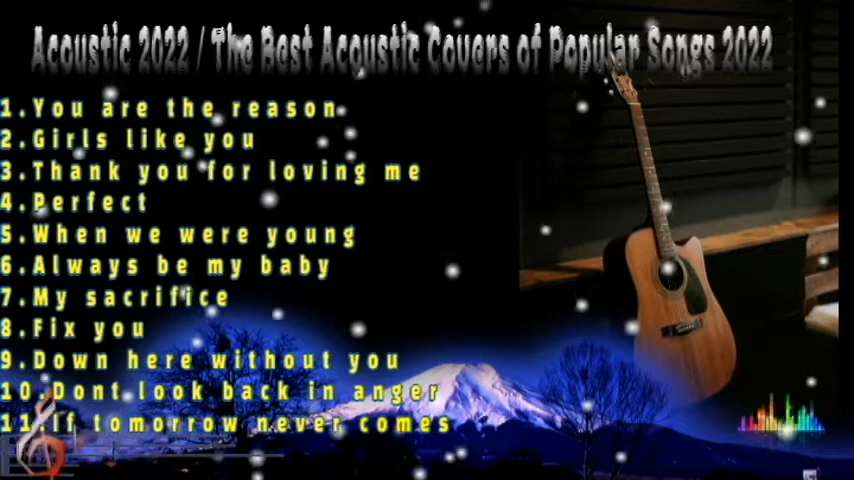 Acoustic 2022 / The Best Acoustic Covers of Popular Songs 2022
1.You are the reason
2.Girls like you
3.Thank you for loving me
4.Perfect
5.When we were young
6.Always be my baby
7.My sacrifice
8.Fix you
9.Down here without you
10.Dont look back in anger
11.If tomorrow never comes